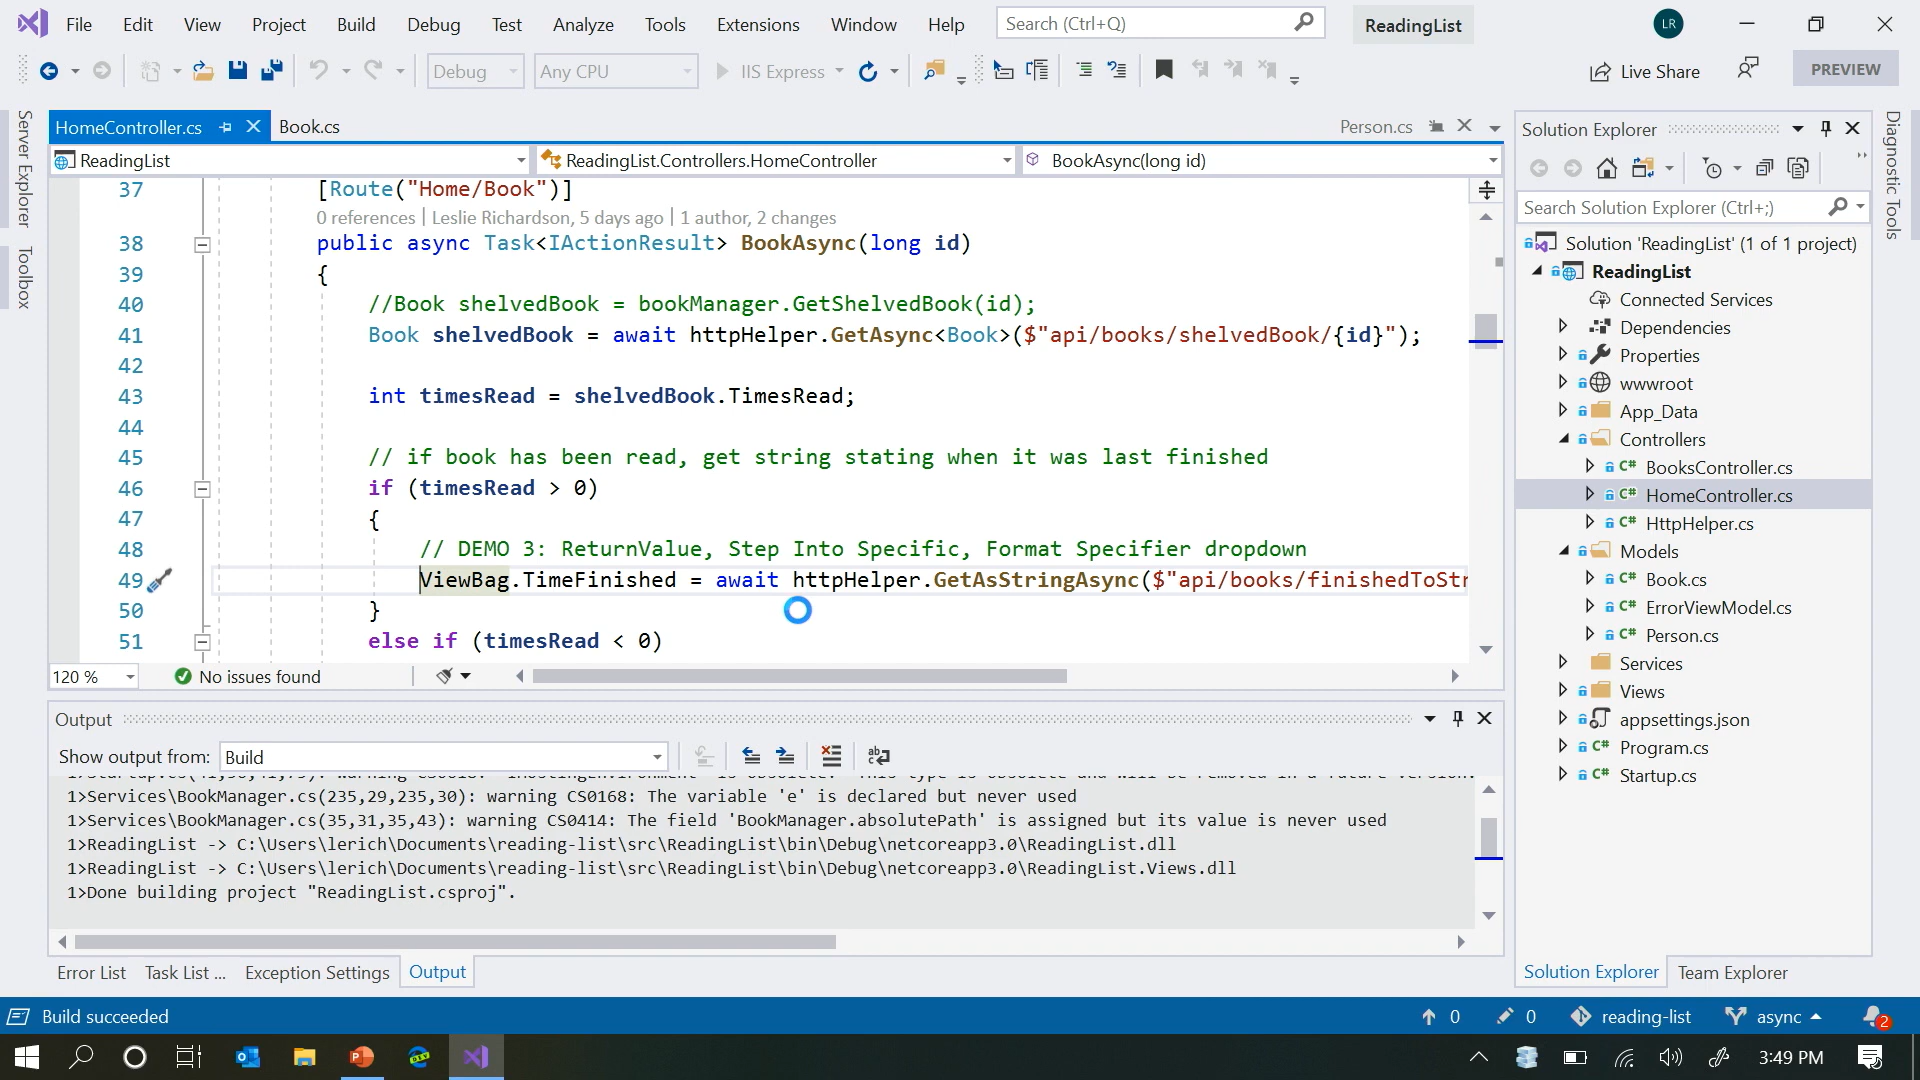 File Edit View Project Build Debug Test Analyze Tools Extensions Window Help Search (Ctrl+Q) ReadingList LR
Debug Any CPU IIS Express Live Share PREVIEW
Server Explorer
Toolbox
HomeController.cs Book.cs Person.cs
ReadingList ReadingList.Controllers.HomeController BookAsync(long id)
37 [Route("Home/Book")]
0 references | Leslie Richardson, 5 days ago | 1 author, 2 changes
38 public async Task<IActionResult> BookAsync(long id)
39 {
40 //Book shelvedBook = bookManager.GetShelvedBook(id);
41 Book shelvedBook = await httpHelper.GetAsync<Book>($"api/books/shelvedBook/{id}");
42
43 int timesRead = shelvedBook.TimesRead;
44
45 // if book has been read, get string stating when it was last finished
46 if (timesRead > 0)
47 {
48 // DEMO 3: ReturnValue, Step Into Specific, Format Specifier dropdown
49 ViewBag.TimeFinished = await httpHelper.GetAsStringAsync($"api/books/finishedToStr
50 }
51 else if (timesRead < 0)
120 % No issues found
Output
Show output from: Build
1>Services\BookManager.cs(235,29,235,30): warning CS0168: The variable 'e' is declared but never used
1>Services\BookManager.cs(35,31,35,43): warning CS0414: The field 'BookManager.absolutePath' is assigned but its value is never used
1>ReadingList -> C:\Users\lerich\Documents\reading-list\src\ReadingList\bin\Debug\netcoreapp3.0\ReadingList.dll
1>ReadingList -> C:\Users\lerich\Documents\reading-list\src\ReadingList\bin\Debug\netcoreapp3.0\ReadingList.Views.dll
1>Done building project "ReadingList.csproj".
Error List Task List ... Exception Settings Output
Solution Explorer
Search Solution Explorer (Ctrl+;)
Solution 'ReadingList' (1 of 1 project)
ReadingList
Connected Services
Dependencies
Properties
wwwroot
App_Data
Controllers
C# BooksController.cs
C# HomeController.cs
C# HttpHelper.cs
Models
C# Book.cs
C# ErrorViewModel.cs
C# Person.cs
Services
Views
appsettings.json
C# Program.cs
C# Startup.cs
Solution Explorer Team Explorer
Diagnostic Tools
Build succeeded 0 0 reading-list async 2
3:49 PM